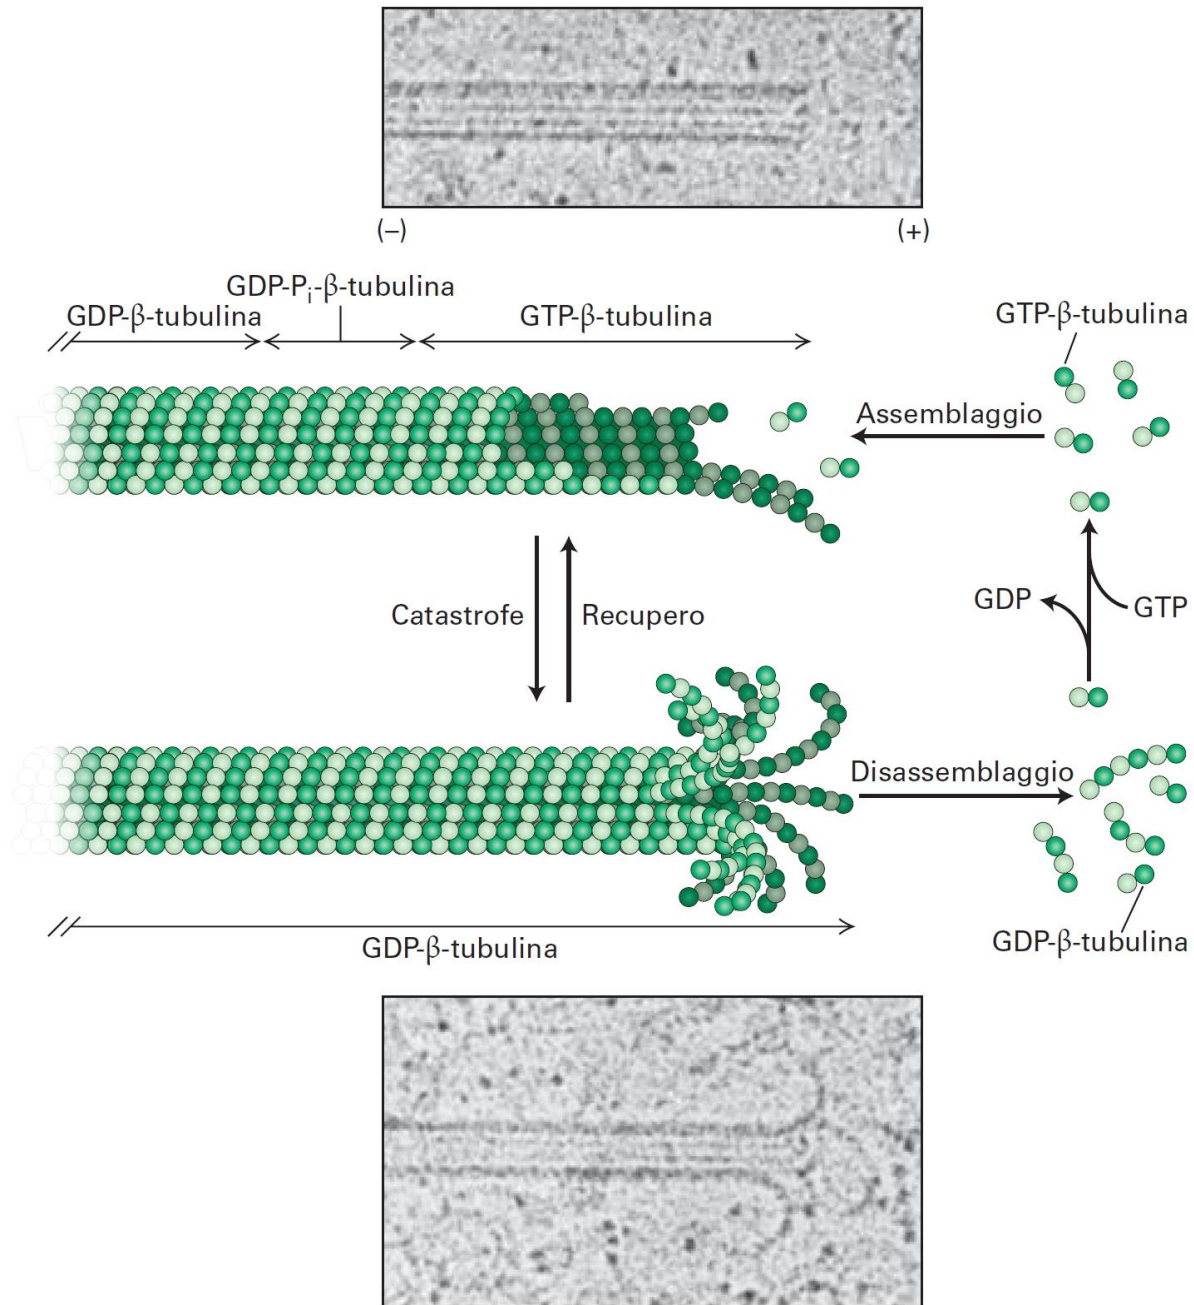 (–) (+)
GDP-Pᵢ-β-tubulina
GDP-β-tubulina
GTP-β-tubulina
GTP-β-tubulina
Assemblaggio
Catastrofe
Recupero
GDP
GTP
Disassemblaggio
GDP-β-tubulina
GDP-β-tubulina